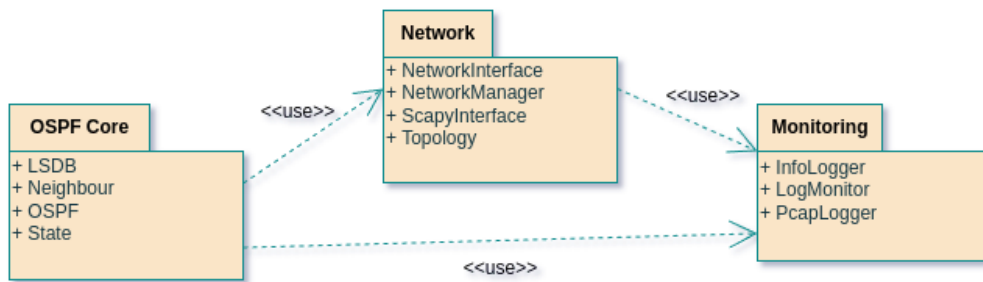 Network
+ NetworkInterface
+ NetworkManager
+ ScapyInterface
+ Topology
<<use>>
<<use>>
OSPF Core
+ LSDB
+ Neighbour
+ OSPF
+ State
Monitoring
+ InfoLogger
+ LogMonitor
+ PcapLogger
<<use>>